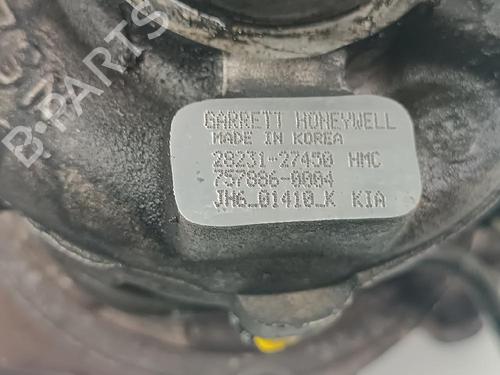 B-PARTS
GARRETT HONEYWELL
MADE IN KOREA
28231-27450 HMC
757886-0004
JH6_01410_K KIA